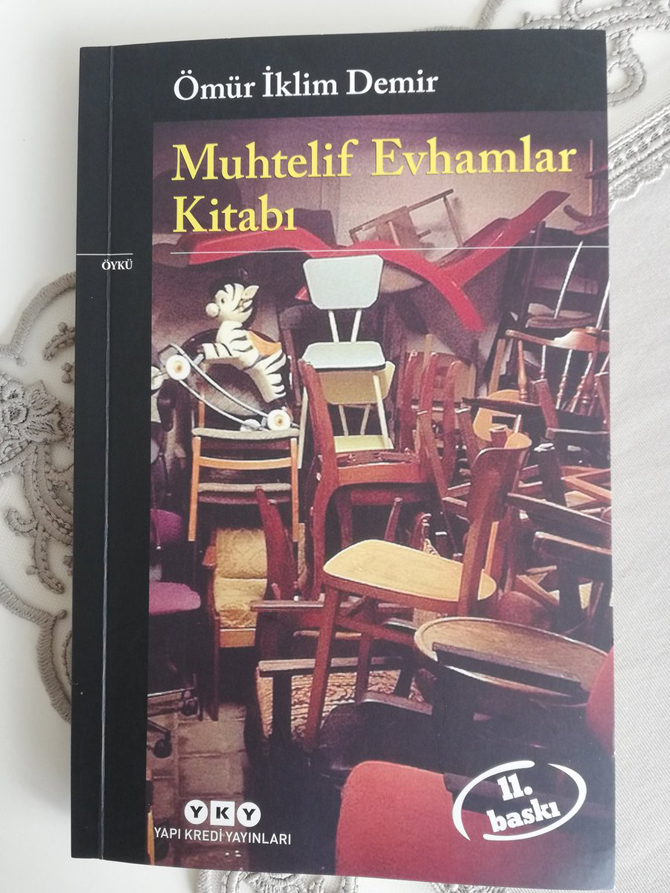 Ömür İklim Demir
Muhtelif Evhamlar
Kitabı
ÖYKÜ
11.
baskı
YKY
YAPI KREDİ YAYINLARI